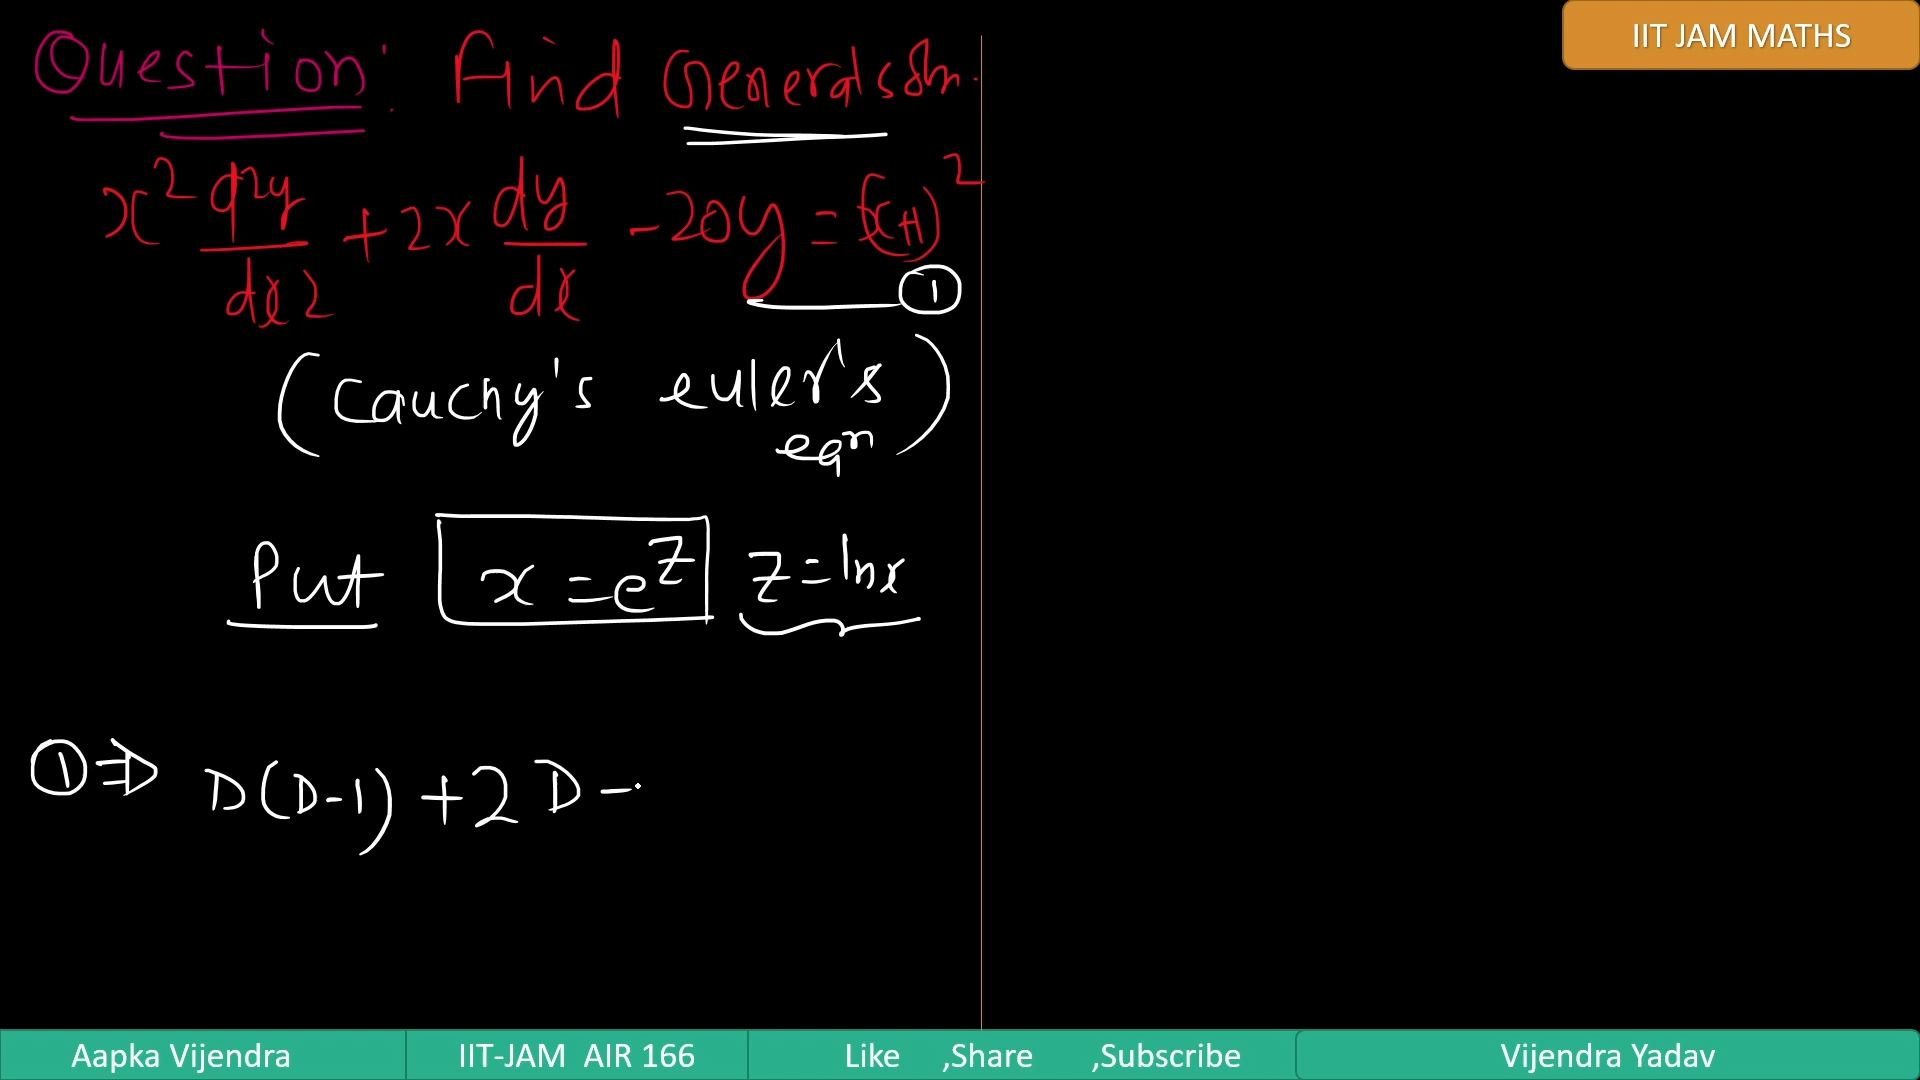 IIT JAM MATHS
Question: Find General soln.
x² d²y/dx² + 2x dy/dx - 20y = (x+1)²
①
(Cauchy's euler's
eqn)
Put x = e^z z = lnx
① ⇒ D(D-1) + 2D -
Aapka Vijendra IIT-JAM AIR 166 Like ,Share ,Subscribe Vijendra Yadav